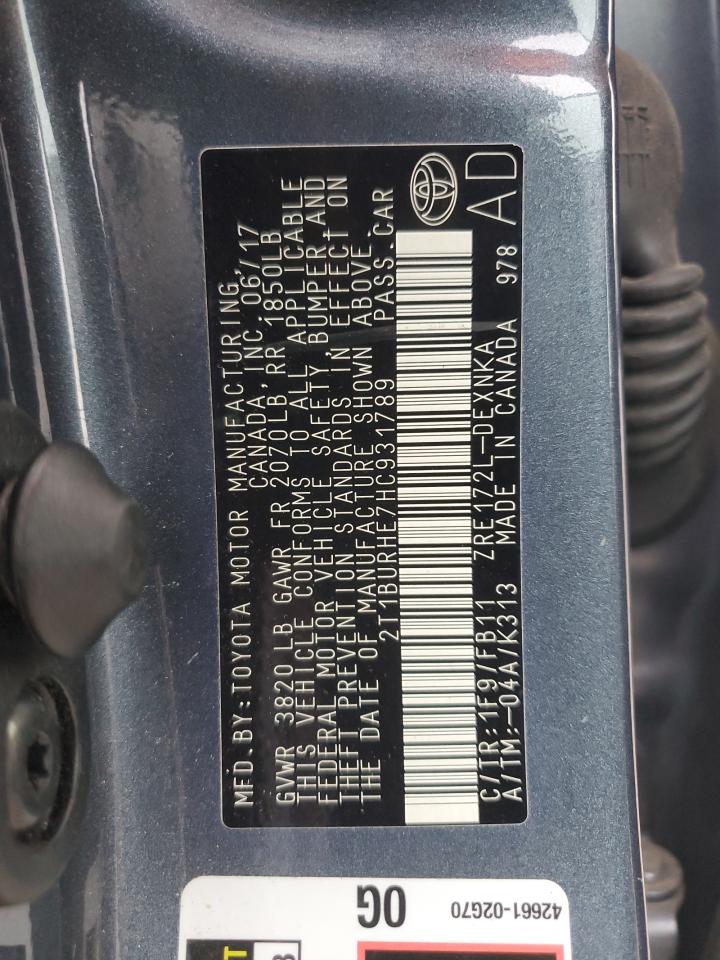 MFD.BY:TOYOTA MOTOR MANUFACTURING
CANADA, INC. 06/17
GVWR 3820 LB GAWR FR 2070LB RR 1850LB
THIS VEHICLE CONFORMS TO ALL APPLICABLE
FEDERAL MOTOR VEHICLE SAFETY, BUMPER AND
THEFT PREVENTION STANDARDS IN EFFECT ON
THE DATE OF MANUFACTURE SHOWN ABOVE.
2T1BURHE7HC931789 PASS.CAR
C/TR:1F9/FB11 ZRE172L-DEXNKA
A/TM:-04A/K313 MADE IN CANADA 978
AD
0G
42661-02G70